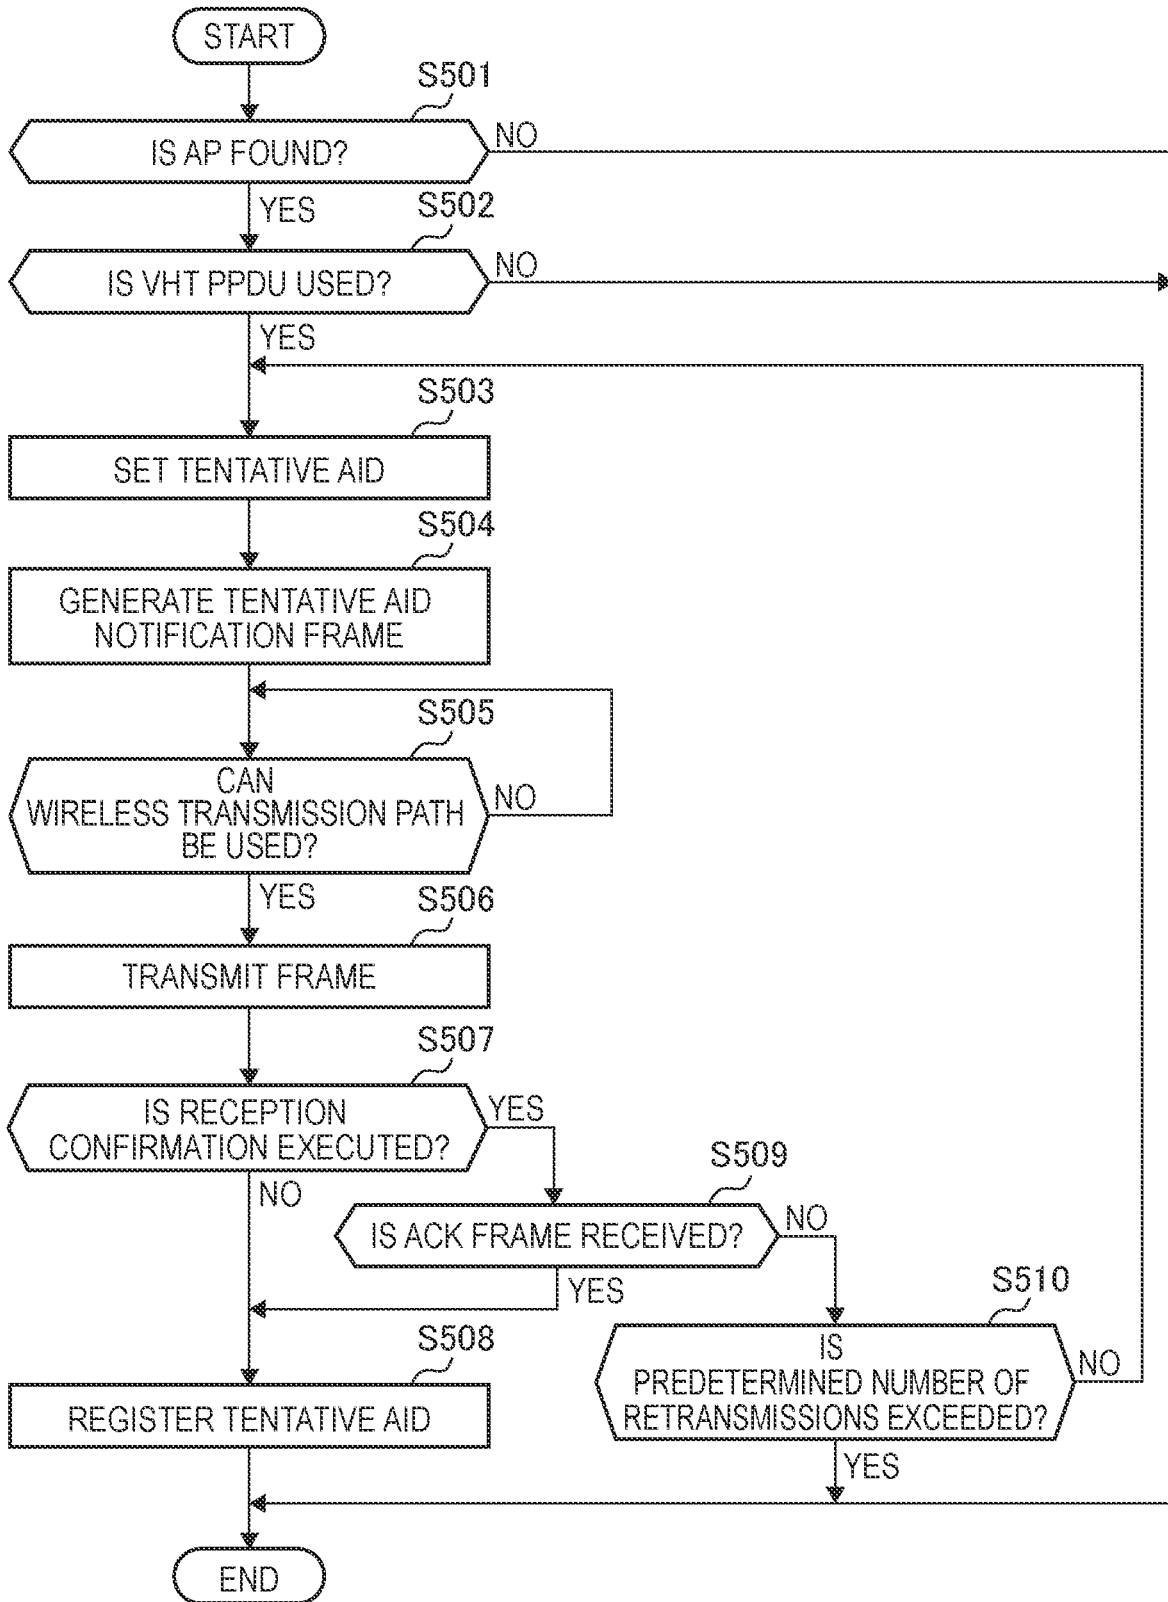 START
S501
IS AP FOUND?
NO
YES
S502
IS VHT PPDU USED?
NO
YES
S503
SET TENTATIVE AID
S504
GENERATE TENTATIVE AID
NOTIFICATION FRAME
S505
CAN
WIRELESS TRANSMISSION PATH
BE USED?
NO
YES
S506
TRANSMIT FRAME
S507
IS RECEPTION
CONFIRMATION EXECUTED?
YES
NO
S509
IS ACK FRAME RECEIVED?
NO
YES
S510
IS
PREDETERMINED NUMBER OF
RETRANSMISSIONS EXCEEDED?
NO
YES
S508
REGISTER TENTATIVE AID
END